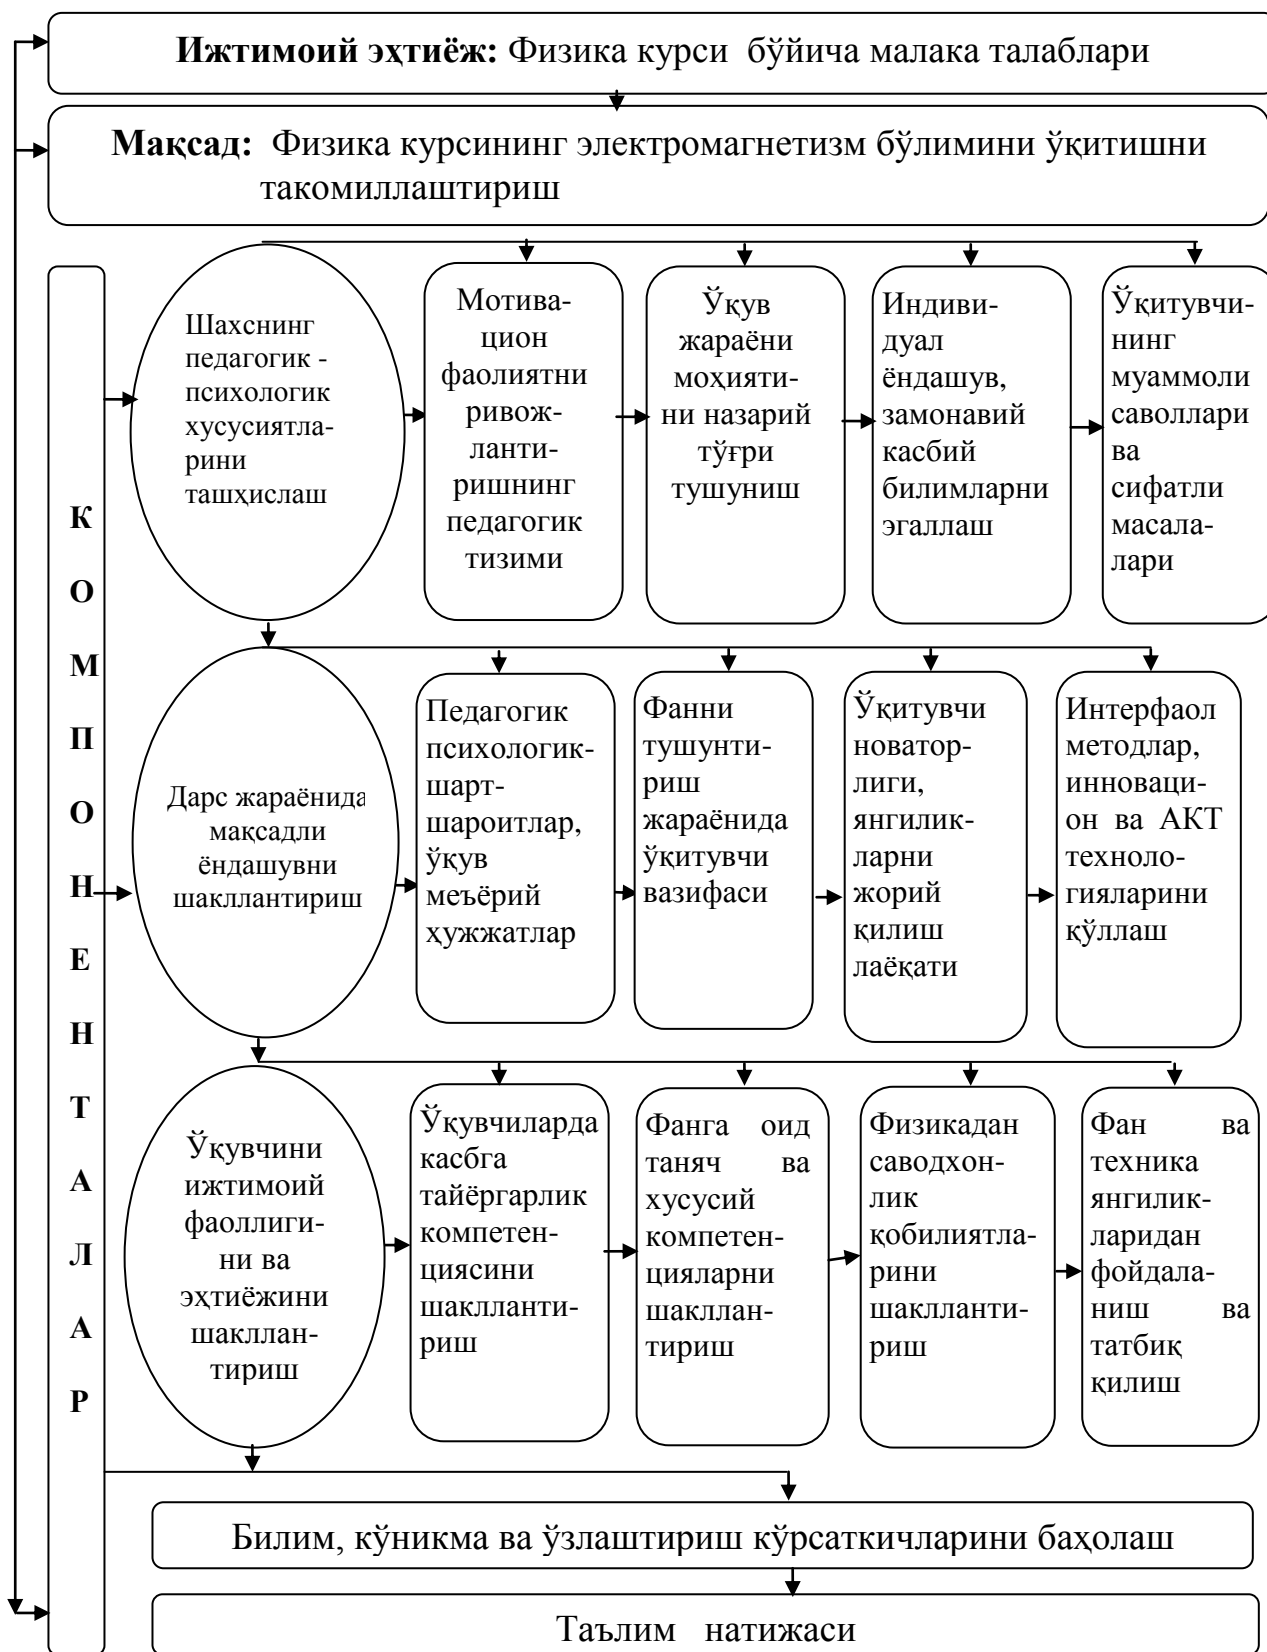 Ижтимоий эҳтиёж: Физика курси бўйича малака талаблари
Мақсад: Физика курсининг электромагнетизм бўлимини ўқитишни
такомиллаштириш
К
О
М
П
О
Н
Е
Н
Т
А
Л
А
Р
Шахснинг
педагогик -
психологик
хусусиятла-
рини
ташҳислаш
Мотива-
цион
фаолиятни
ривож-
ланти-
ришнинг
педагогик
тизими
Ўқув
жараёни
моҳияти-
ни назарий
тўғри
тушуниш
Индиви-
дуал
ёндашув,
замонавий
касбий
билимларни
эгаллаш
Ўқитувчи-
нинг
муаммоли
саволлари
ва
сифатли
масала-
лари
Дарс жараёнида
мақсадли
ёндашувни
шакллантириш
Педагогик
психологик-
шарт-
шароитлар,
ўқув
меъёрий
ҳужжатлар
Фанни
тушунти-
риш
жараёнида
ўқитувчи
вазифаси
Ўқитувчи
новатор-
лиги,
янгилик-
ларни
жорий
қилиш
лаёқати
Интерфаол
методлар,
инноваци-
он ва АКТ
техноло-
гияларини
қўллаш
Ўқувчини
ижтимоий
фаоллиги-
ни ва
эҳтиёжини
шакллан-
тириш
Ўқувчиларда
касбга
тайёргарлик
компетен-
циясини
шакллaнти-
риш
Фанга оид
таянч ва
хусусий
компетен-
цияларни
шакллан-
тириш
Физикадан
саводхон-
лик
қобилиятла-
рини
шакллaнти-
риш
Фан ва
техника
янгилик-
ларидан
фойдала-
ниш ва
татбиқ
қилиш
Билим, кўникма ва ўзлаштириш кўрсаткичларини баҳолаш
Таълим натижаси